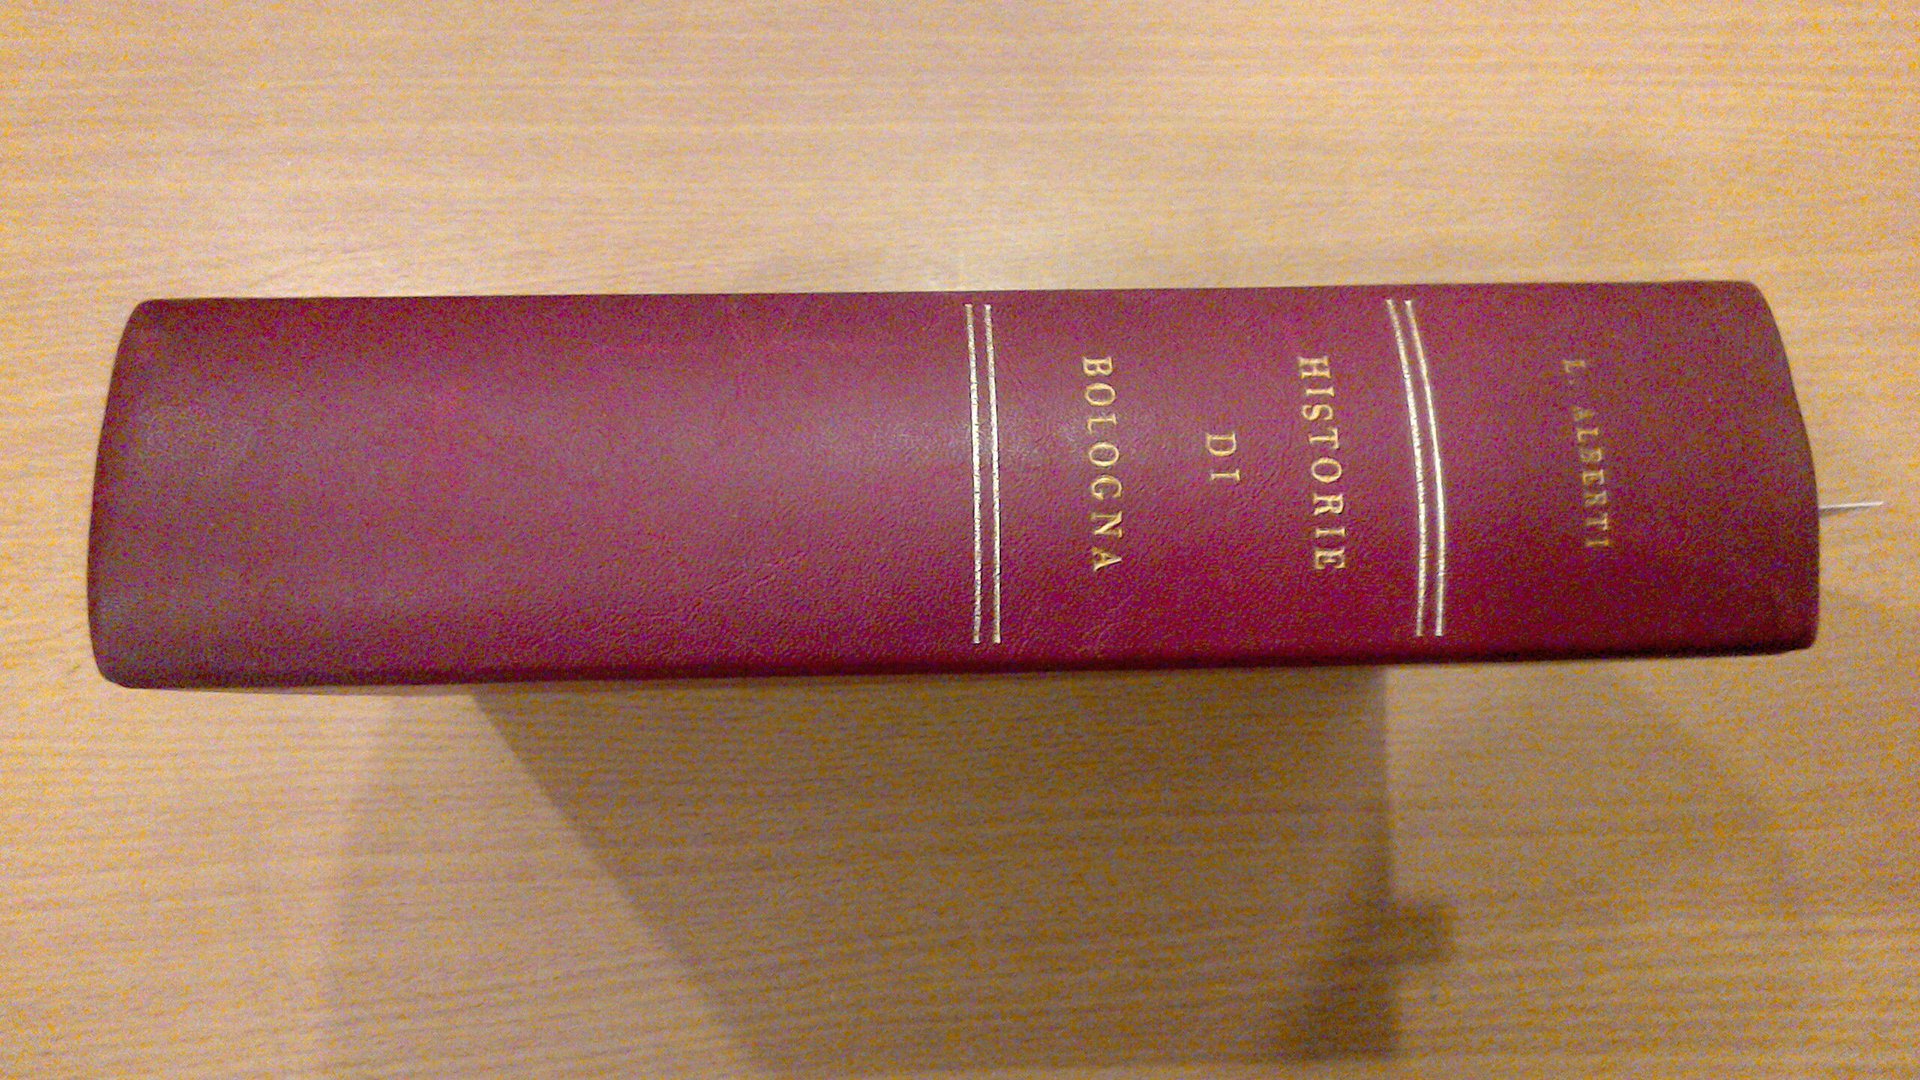 L. ALBERTI
HISTORIE
DI
BOLOGNA